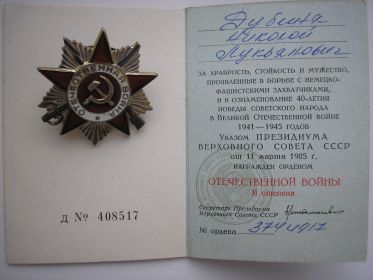 ОТЕЧЕСТВЕННАЯ ВОЙНА
Д № 408517
Дубина
Николай
Лукьянович
ЗА ХРАБРОСТЬ, СТОЙКОСТЬ И МУЖЕСТВО,
ПРОЯВЛЕННЫЕ В БОРЬБЕ С НЕМЕЦКО-
ФАШИСТСКИМИ ЗАХВАТЧИКАМИ,
И В ОЗНАМЕНОВАНИЕ 40-ЛЕТИЯ
ПОБЕДЫ СОВЕТСКОГО НАРОДА
В ВЕЛИКОЙ ОТЕЧЕСТВЕННОЙ ВОЙНЕ
1941—1945 ГОДОВ
УКАЗОМ ПРЕЗИДИУМА
ВЕРХОВНОГО СОВЕТА СССР
от 11 марта 1985 г.
НАГРАЖДЕН ОРДЕНОМ
ОТЕЧЕСТВЕННОЙ ВОЙНЫ
II степени
Секретарь Президиума
Верховного Совета СССР
№ ордена 3741917